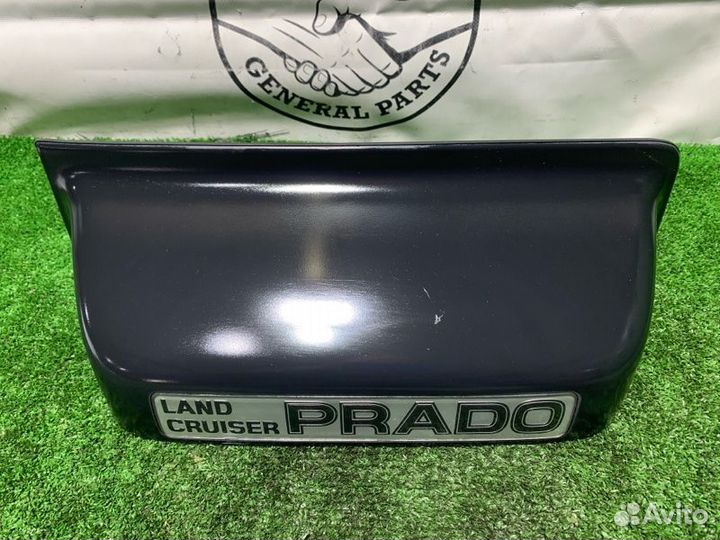 GENERAL PARTS
LAND
CRUISER
PRADO
Avito